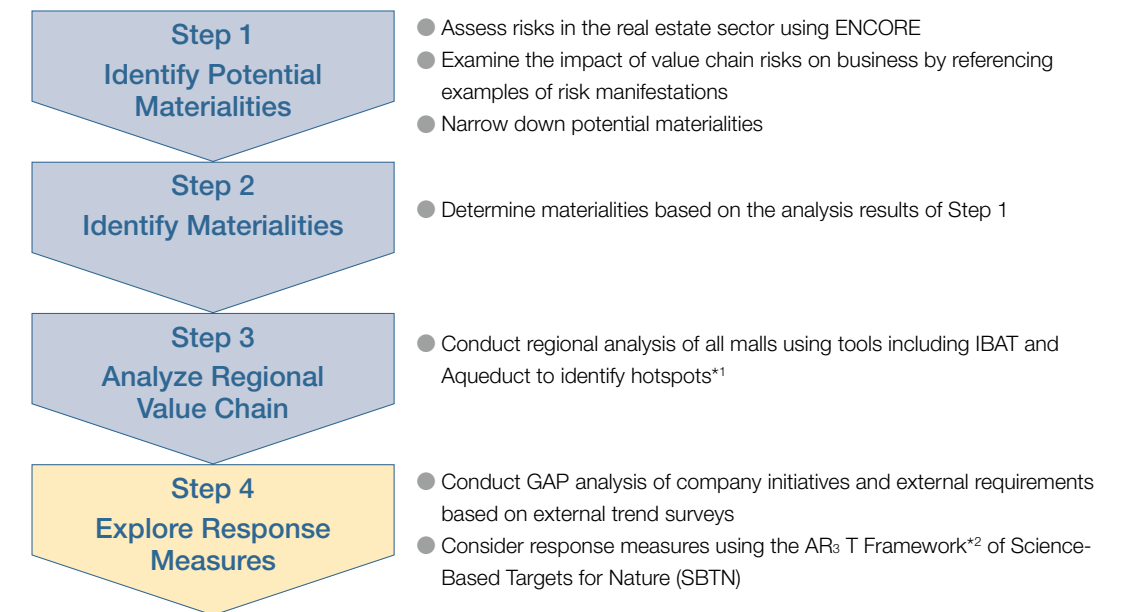 Step 1
Identify Potential
Materialities
● Assess risks in the real estate sector using ENCORE
● Examine the impact of value chain risks on business by referencing
examples of risk manifestations
● Narrow down potential materialities
Step 2
Identify Materialities
● Determine materialities based on the analysis results of Step 1
Step 3
Analyze Regional
Value Chain
● Conduct regional analysis of all malls using tools including IBAT and
Aqueduct to identify hotspots*1
Step 4
Explore Response
Measures
● Conduct GAP analysis of company initiatives and external requirements
based on external trend surveys
● Consider response measures using the AR₃ T Framework*2 of Science-
Based Targets for Nature (SBTN)